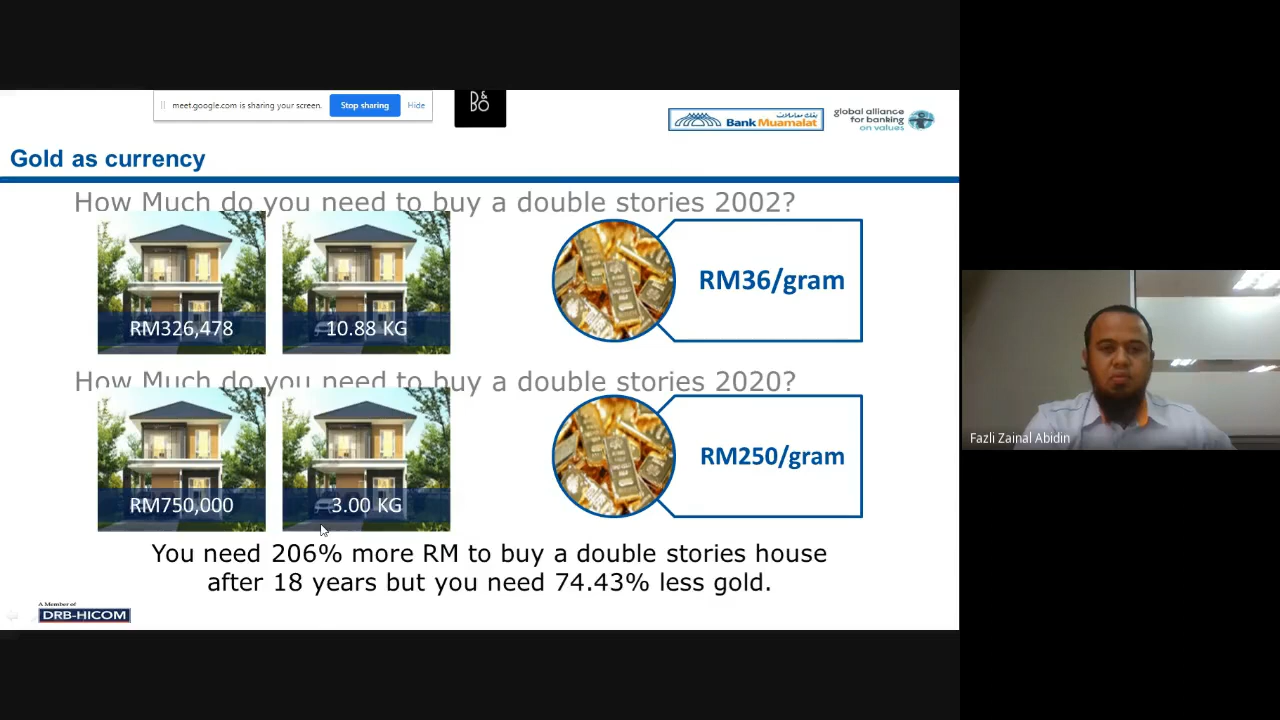 meet.google.com is sharing your screen.
Stop sharing
Hide
B&O
بنك معاملات
Bank Muamalat
global alliance
for banking
on values
Gold as currency
How Much do you need to buy a double stories 2002?
RM326,478
10.88 KG
RM36/gram
How Much do you need to buy a double stories 2020?
RM750,000
3.00 KG
RM250/gram
You need 206% more RM to buy a double stories house
after 18 years but you need 74.43% less gold.
A Member of
DRB-HICOM
Fazli Zainal Abidin